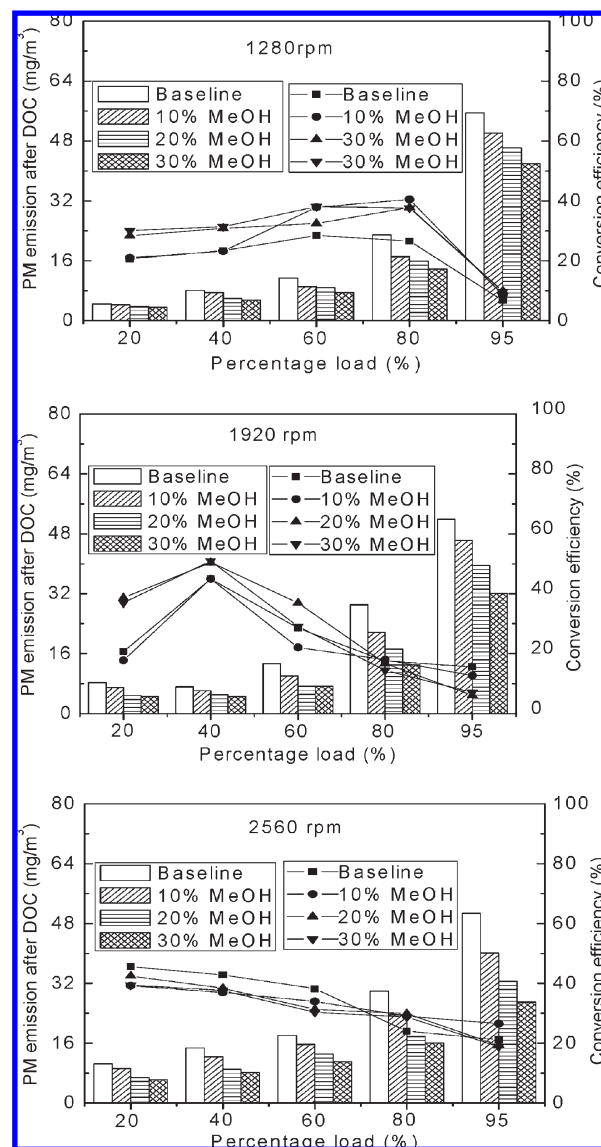 1280rpm
PM emission after DOC (mg/m³)
Conversion efficiency (%)
80
64
48
32
16
0
100
80
60
40
20
0
Baseline
10% MeOH
20% MeOH
30% MeOH
Baseline
10% MeOH
30% MeOH
30% MeOH
20 40 60 80 95
Percentage load (%)
1920 rpm
PM emission after DOC (mg/m³)
Conversion efficiency (%)
80
64
48
32
16
0
100
80
60
40
20
0
Baseline
10% MeOH
20% MeOH
30% MeOH
Baseline
10% MeOH
20% MeOH
30% MeOH
20 40 60 80 95
Percentage load (%)
2560 rpm
PM emission after DOC (mg/m³)
Conversion efficiency (%)
80
64
48
32
16
0
100
80
60
40
20
0
Baseline
10% MeOH
20% MeOH
30% MeOH
Baseline
10% MeOH
20% MeOH
30% MeOH
20 40 60 80 95
Percentage load (%)